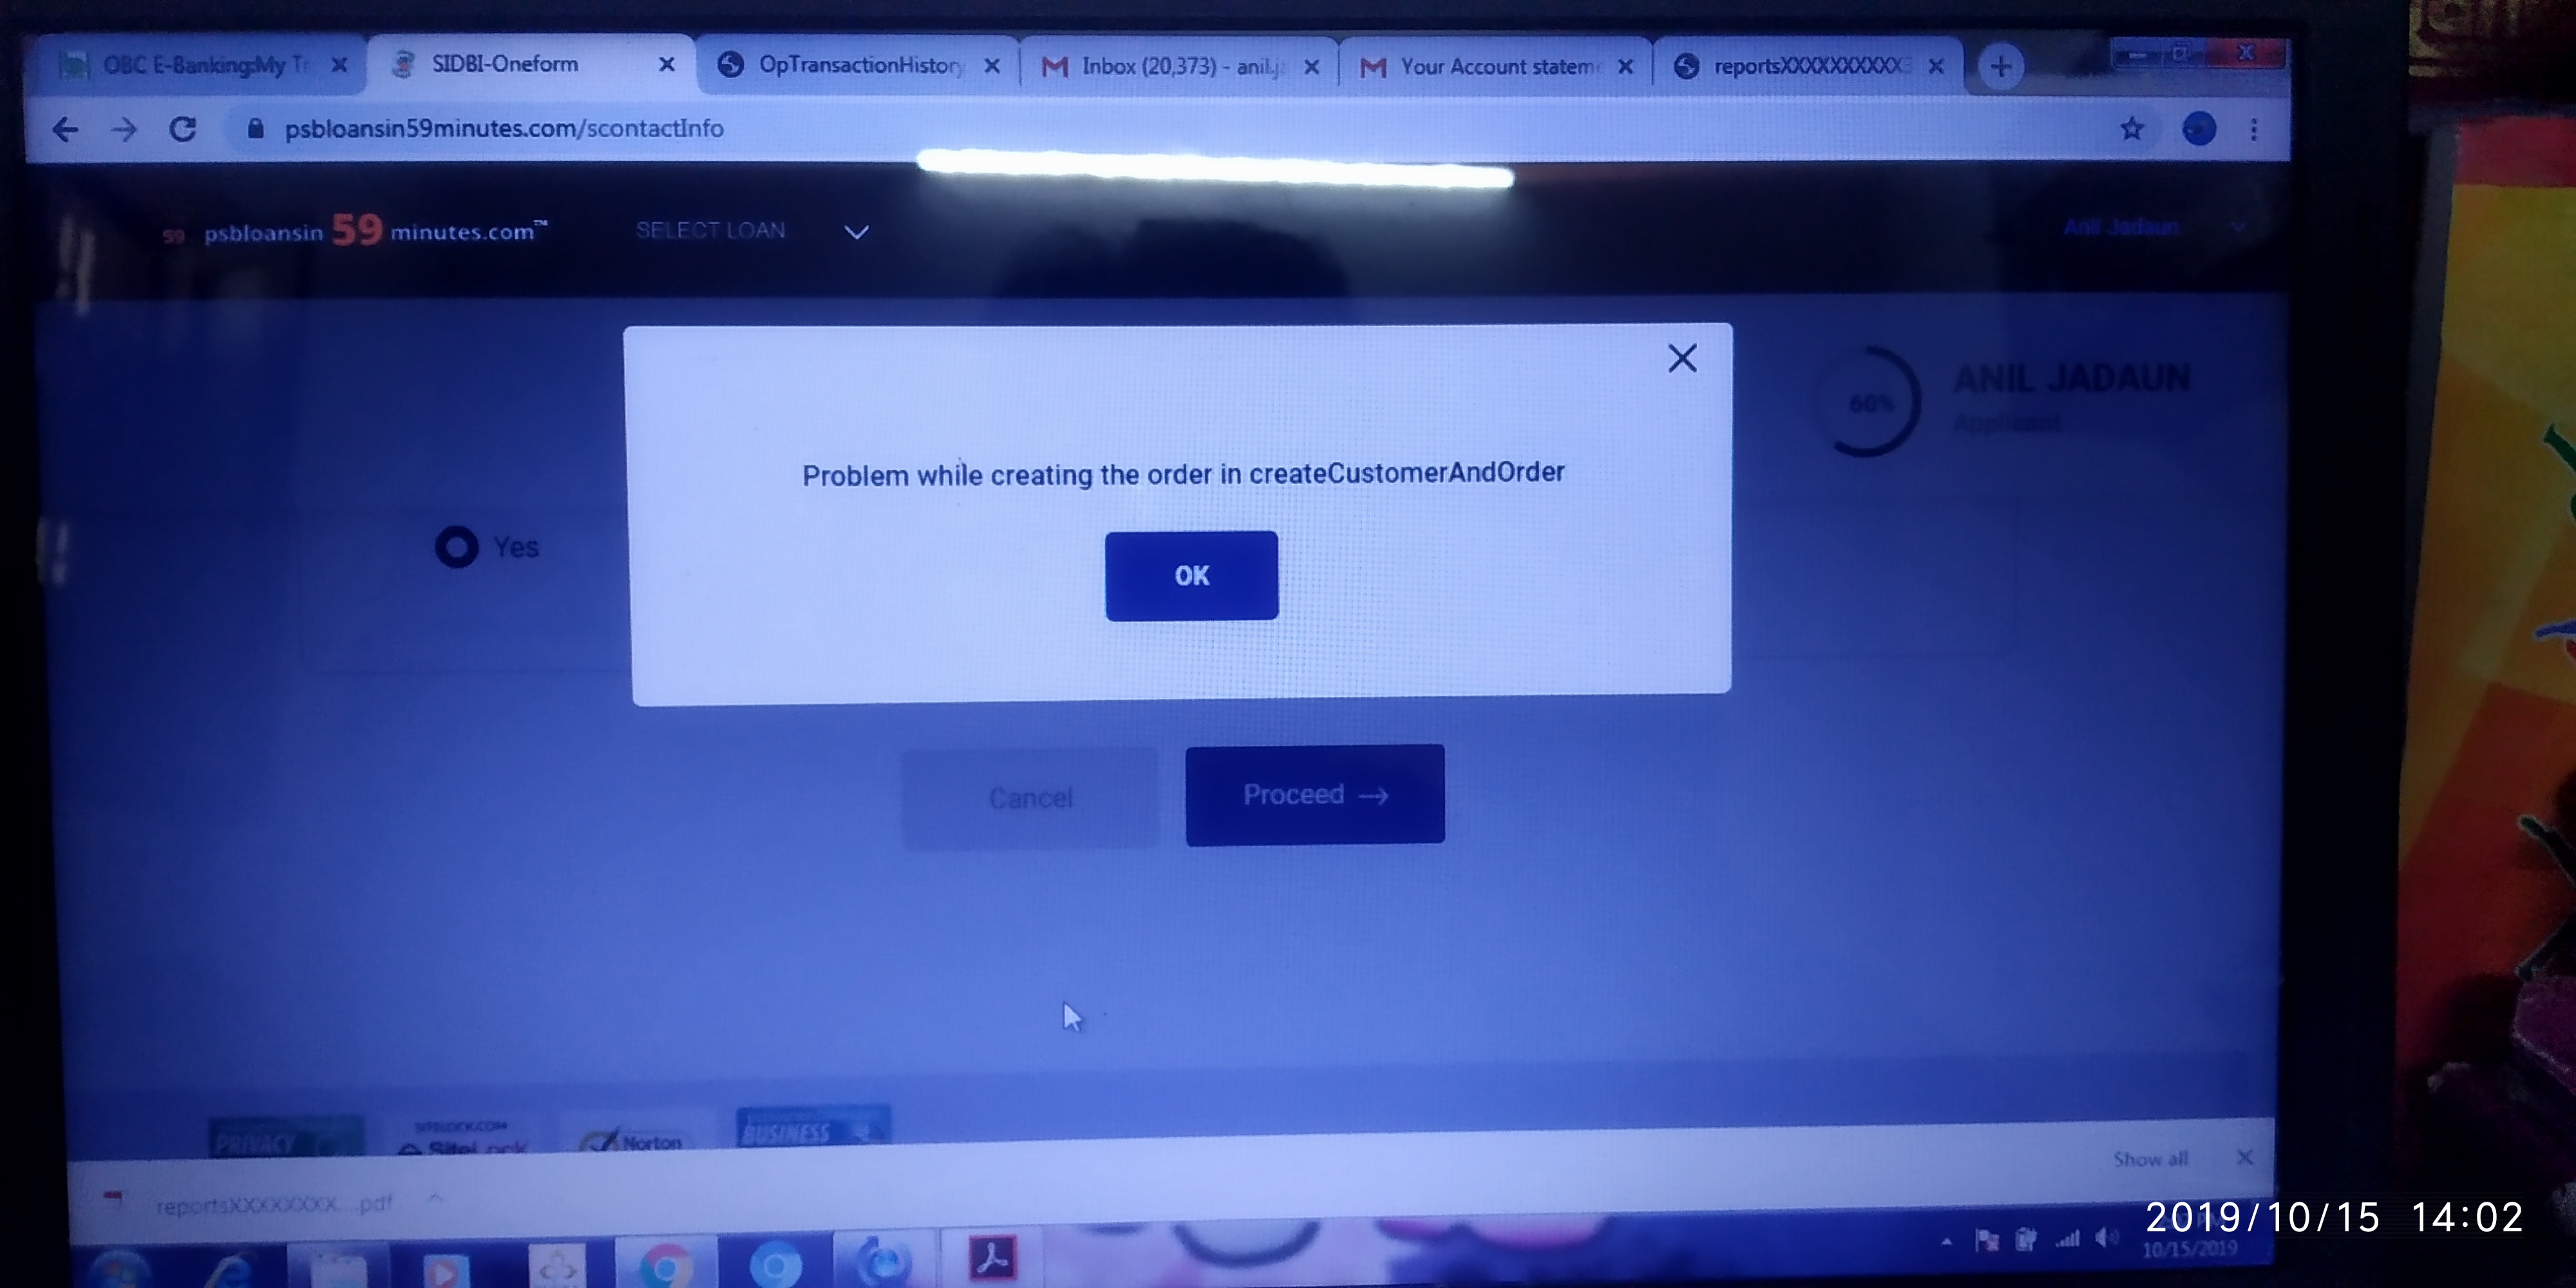 OBC E-Banking:My Tr
SIDBI-Oneform
OpTransactionHistory
Inbox (20,373) - anil.j
Your Account statem
reportsXXXXXXXXXX
psbloansin59minutes.com/scontactInfo
59 psbloansin 59 minutes.com™
SELECT LOAN
Anil Jadaun
60%
ANIL JADAUN
Applicant
Problem while creating the order in createCustomerAndOrder
Yes
OK
Cancel
Proceed →
PRIVACY
SiteLock
Norton
BUSINESS
Show all
reportsXXXXXXXXX....pdf
2019/10/15 14:02
10/15/2019